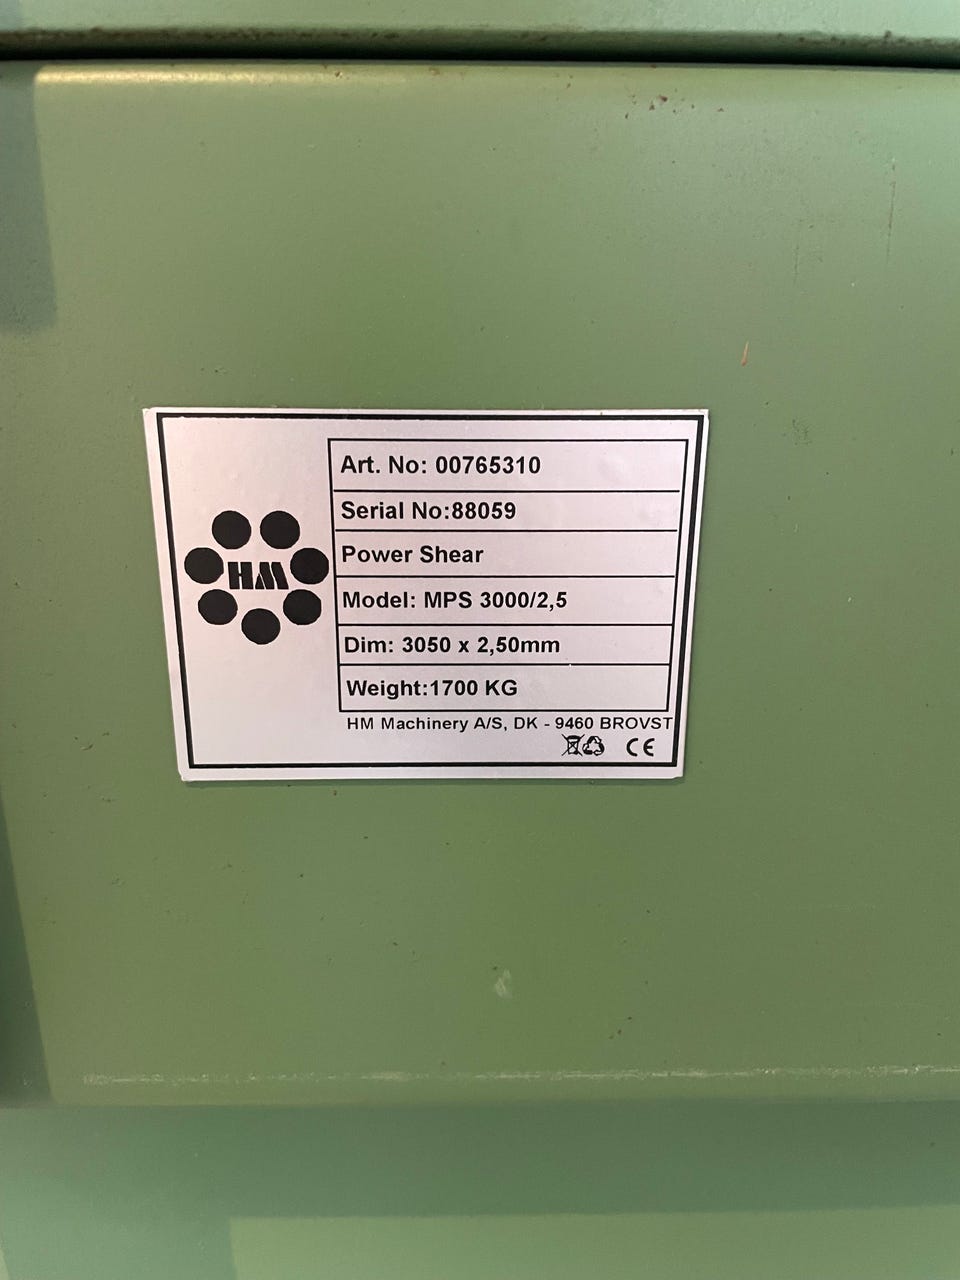 HM
Art. No: 00765310
Serial No:88059
Power Shear
Model: MPS 3000/2,5
Dim: 3050 x 2,50mm
Weight:1700 KG
HM Machinery A/S, DK - 9460 BROVST
CE